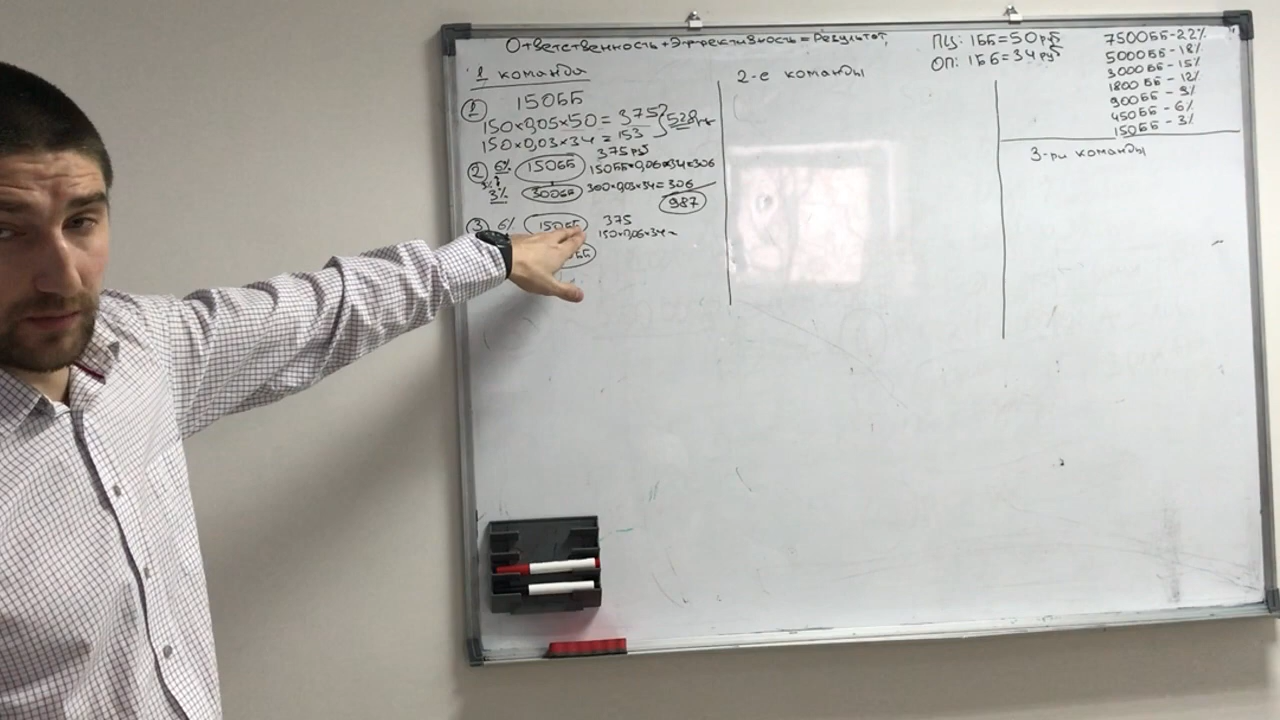 Ответственность+Эффективность=Результат,
ПЦ: 1ББ=50 руб
ОП: 1ББ=34 руб
7500ББ-22%
5000ББ-18%
3000ББ-15%
1800ББ-12%
900ББ-9%
450ББ-6%
150ББ-3%
1 команда
① 150ББ
150×0,05×50=375 } 528р
150×0,03×34=153
375 руб
② 6% 150ББ 150ББ×0,06×34=306
3% 300ББ 300×0,03×34=306
987
③ 6% 150ББ 375
150×0,06×34=
2-е команды
3-ри команды